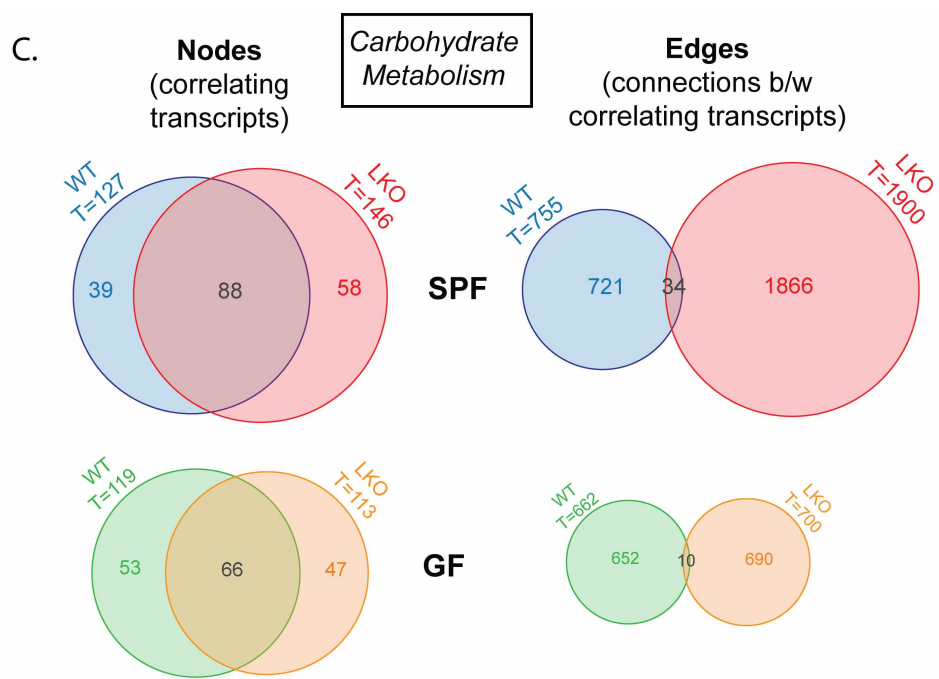 C.
Nodes
(correlating
transcripts)
Carbohydrate
Metabolism
Edges
(connections b/w
correlating transcripts)
WT
T=127
LKO
T=146
39
88
58
SPF
WT
T=755
LKO
T=1900
721
34
1866
WT
T=119
LKO
T=113
53
66
47
GF
WT
T=662
LKO
T=700
652
10
690